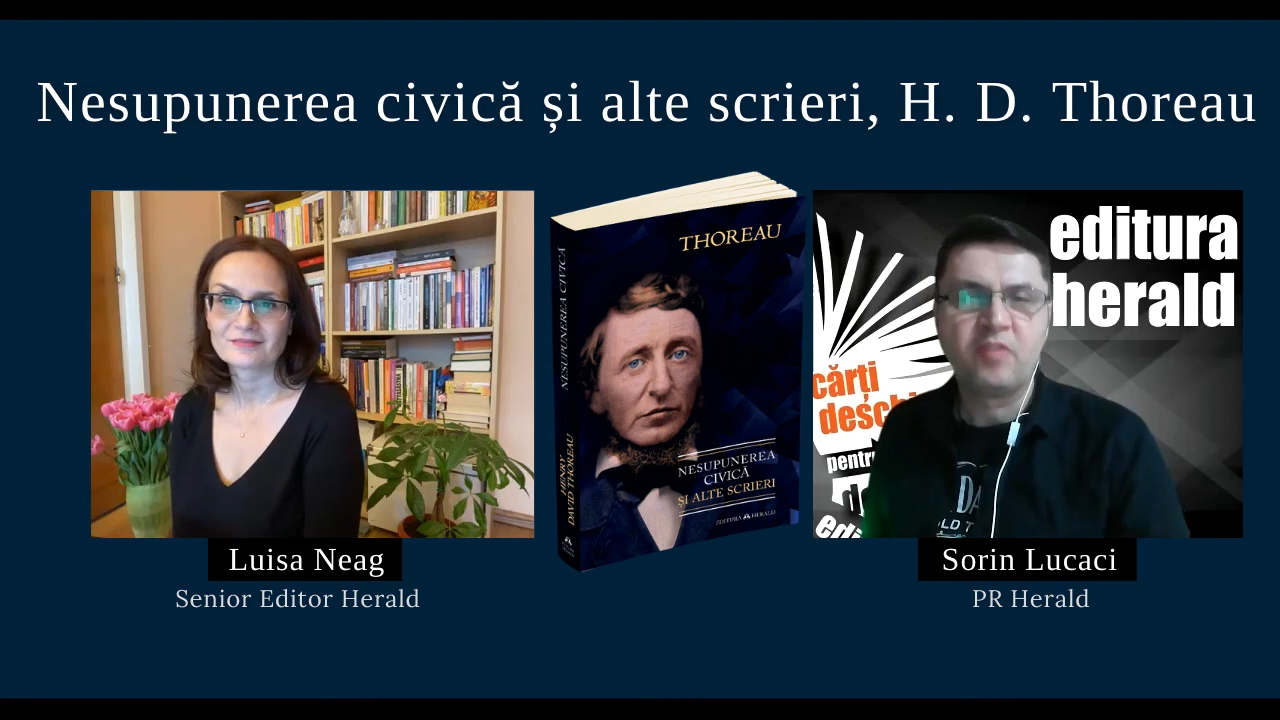 Nesupunerea civică și alte scrieri, H. D. Thoreau
THOREAU
NESUPUNEREA CIVICĂ
HENRY
DAVID THOREAU
NESUPUNEREA
CIVICĂ
ȘI ALTE SCRIERI
EDITURA HERALD
editura
herald
cărți
pentru
Luisa Neag
Senior Editor Herald
Sorin Lucaci
PR Herald